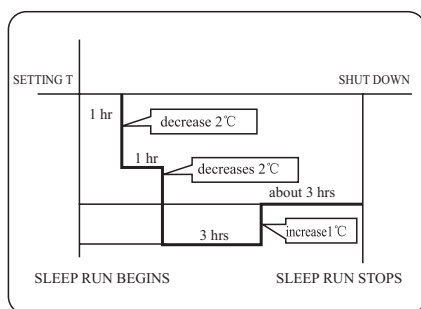 SETTING T
SHUT DOWN
1 hr
decrease 2℃
1 hr
decreases 2℃
about 3 hrs
3 hrs
increase1℃
SLEEP RUN BEGINS
SLEEP RUN STOPS